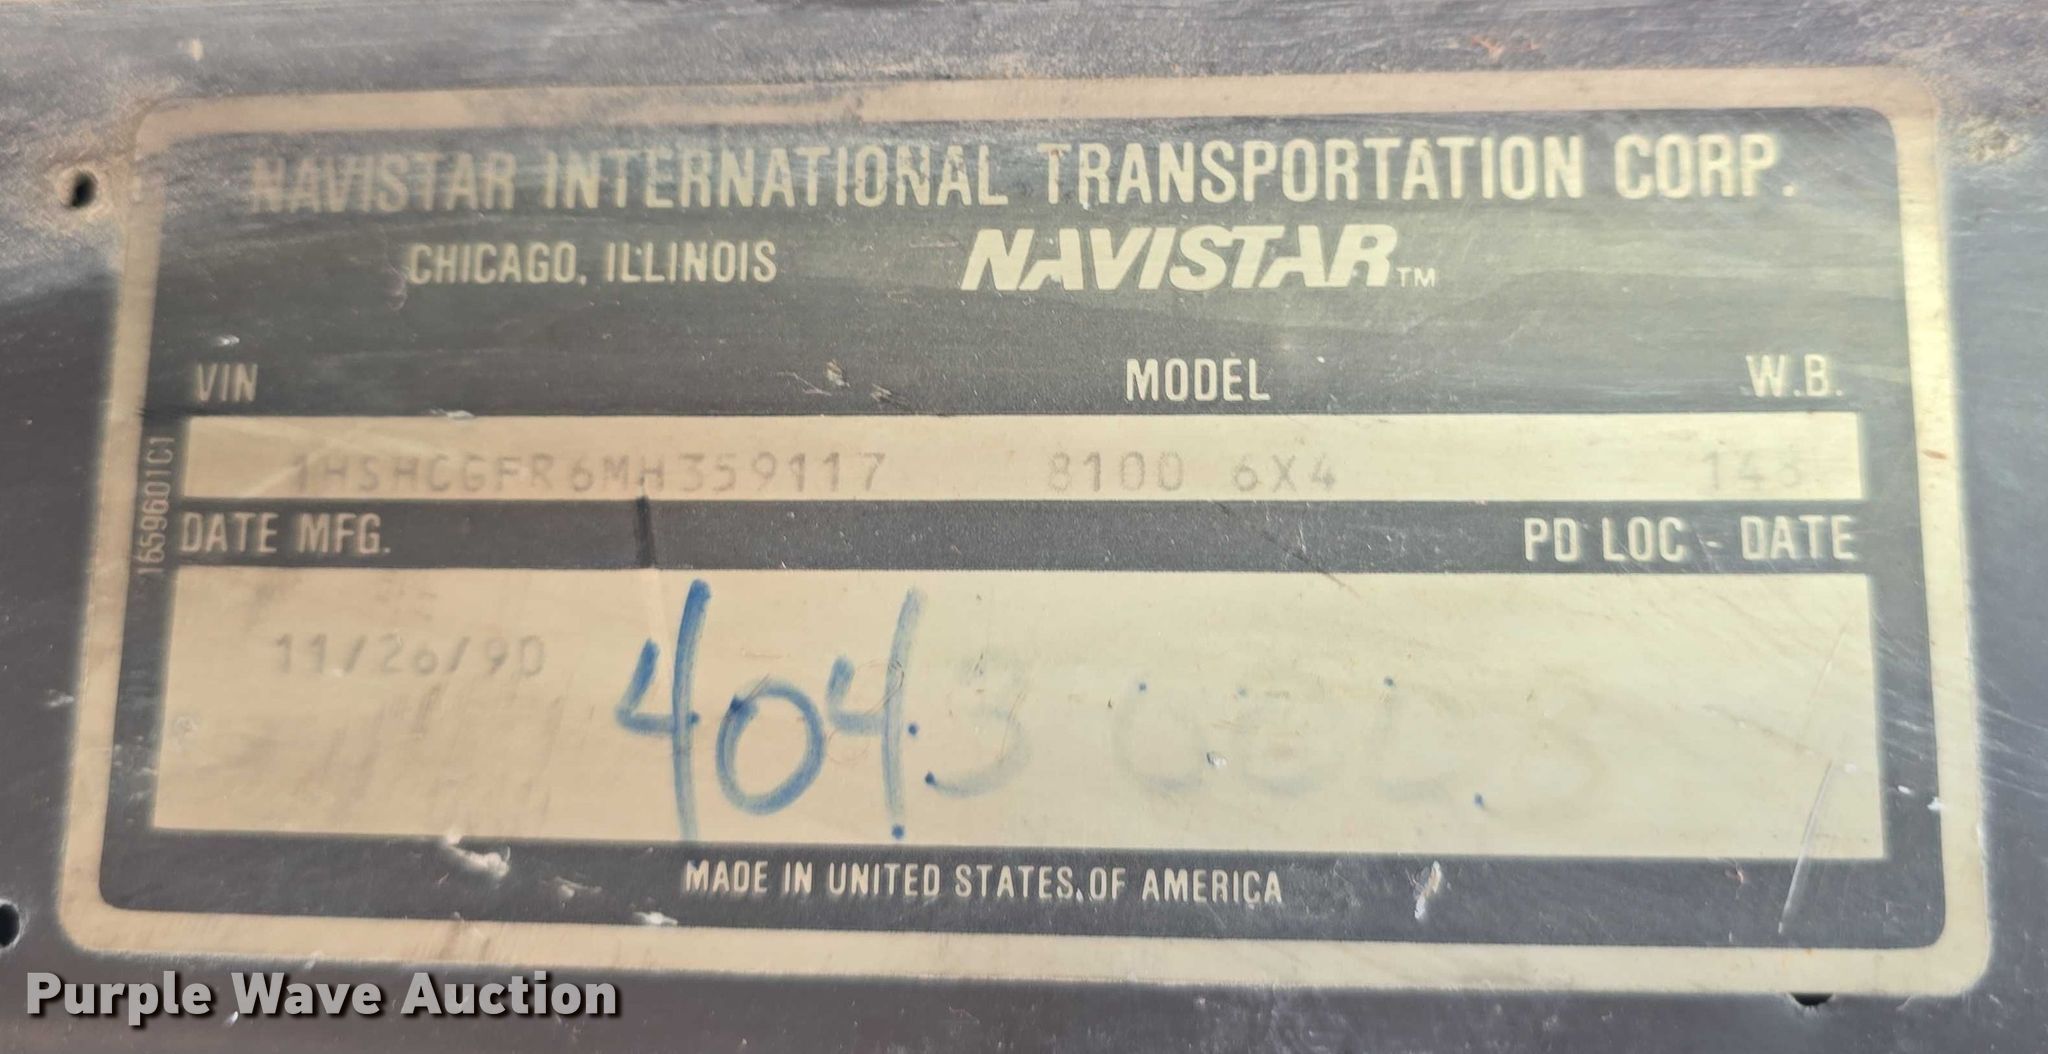 NAVISTAR INTERNATIONAL TRANSPORTATION CORP.
CHICAGO, ILLINOIS NAVISTAR™
VIN MODEL W.B.
1HSHCGFR6MH359117 8100 6X4
1659601C1
DATE MFG. PD LOC - DATE
11/26/90
404
MADE IN UNITED STATES OF AMERICA
Purple Wave Auction